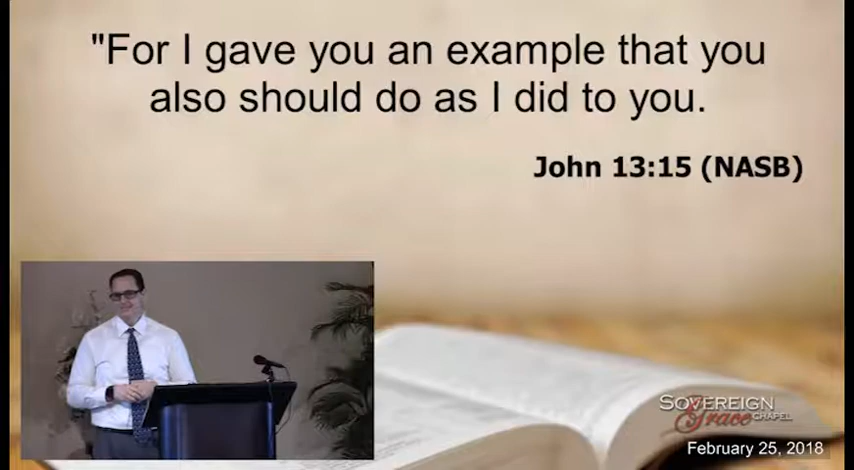 "For I gave you an example that you
also should do as I did to you.
John 13:15 (NASB)
SOVEREIGN
Grace CHAPEL
February 25, 2018